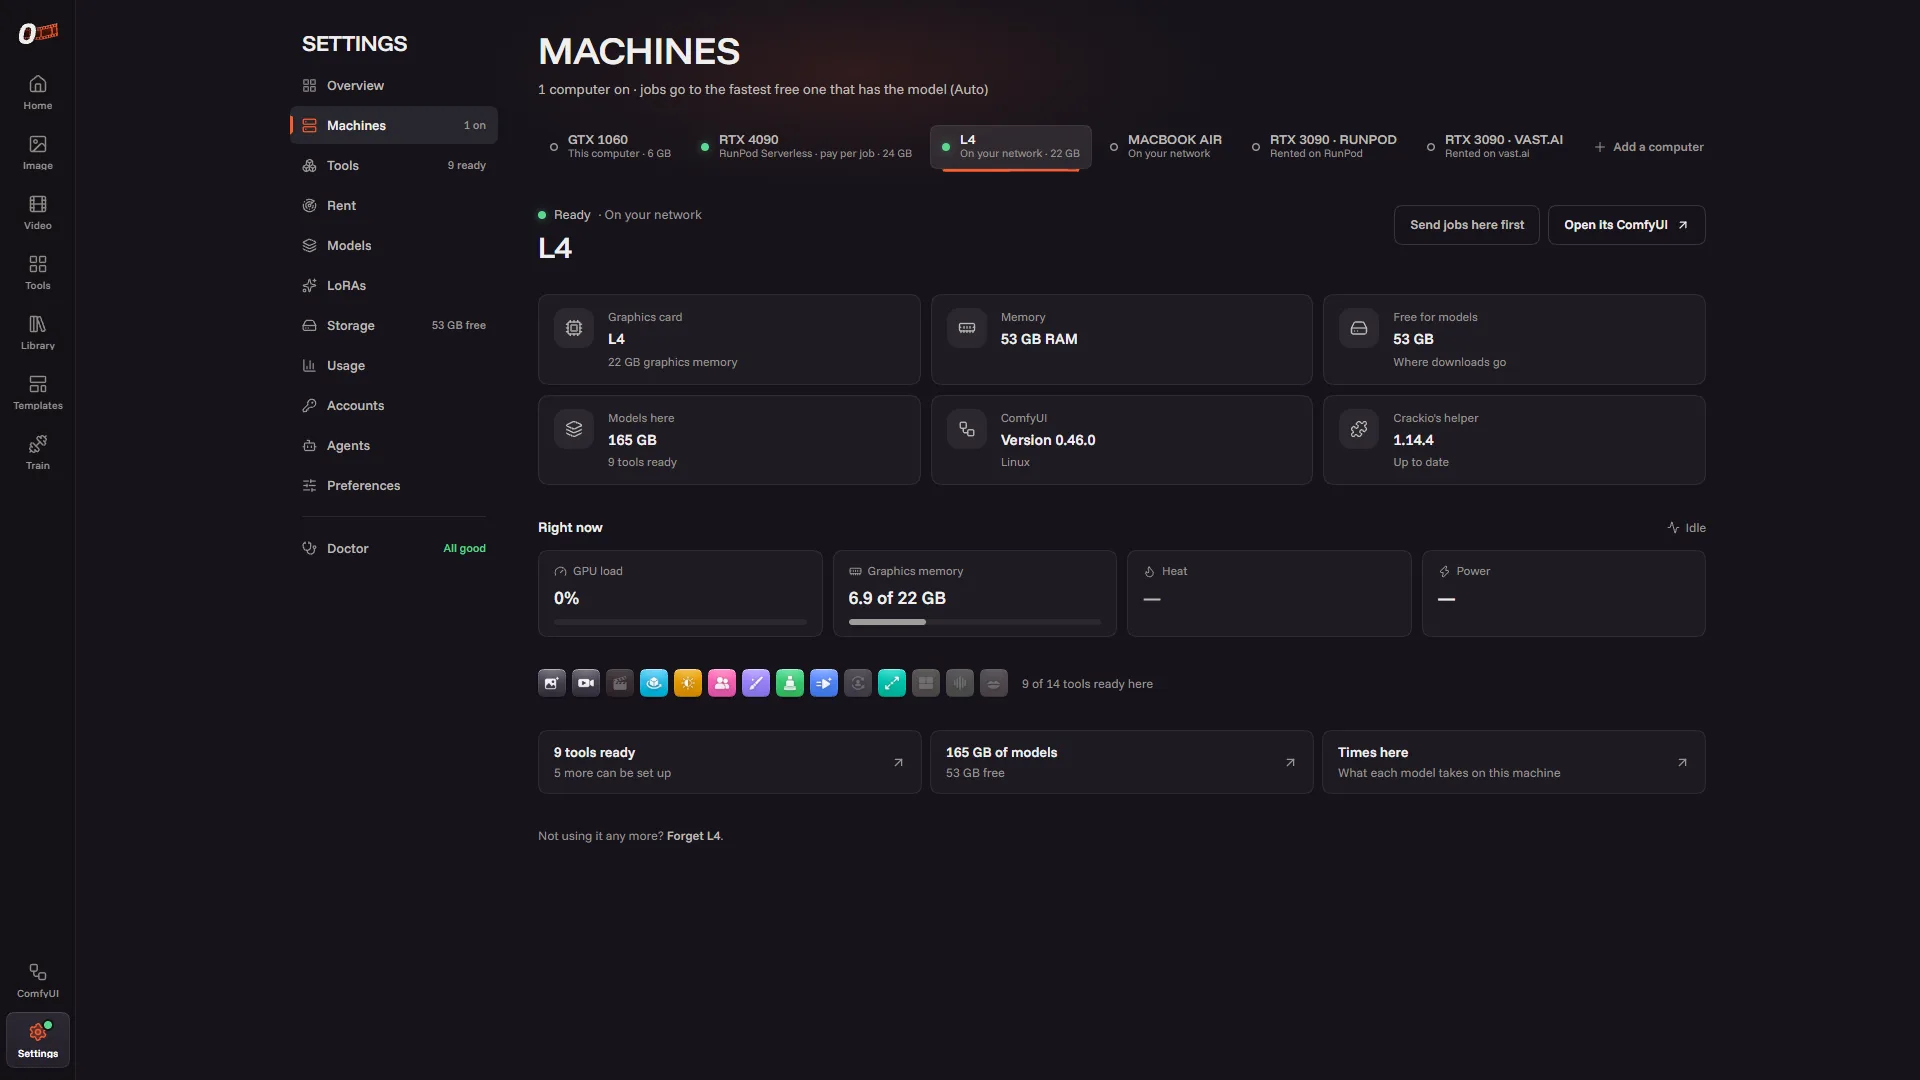 Home
Image
Video
Tools
Library
Templates
Train
ComfyUI
Settings
SETTINGS
Overview
Machines 1 on
Tools 9 ready
Rent
Models
LoRAs
Storage 53 GB free
Usage
Accounts
Agents
Preferences
Doctor All good
MACHINES
1 computer on · jobs go to the fastest free one that has the model (Auto)
GTX 1060
This computer · 6 GB
RTX 4090
RunPod Serverless · pay per job · 24 GB
L4
On your network · 22 GB
MACBOOK AIR
On your network
RTX 3090 · RUNPOD
Rented on RunPod
RTX 3090 · VAST.AI
Rented on vast.ai
Add a computer
Ready · On your network
L4
Send jobs here first
Open its ComfyUI
Graphics card
L4
22 GB graphics memory
Memory
53 GB RAM
Free for models
53 GB
Where downloads go
Models here
165 GB
9 tools ready
ComfyUI
Version 0.46.0
Linux
Crackio's helper
1.14.4
Up to date
Right now
Idle
GPU load
0%
Graphics memory
6.9 of 22 GB
Heat
—
Power
—
9 of 14 tools ready here
9 tools ready
5 more can be set up
165 GB of models
53 GB free
Times here
What each model takes on this machine
Not using it any more? Forget L4.